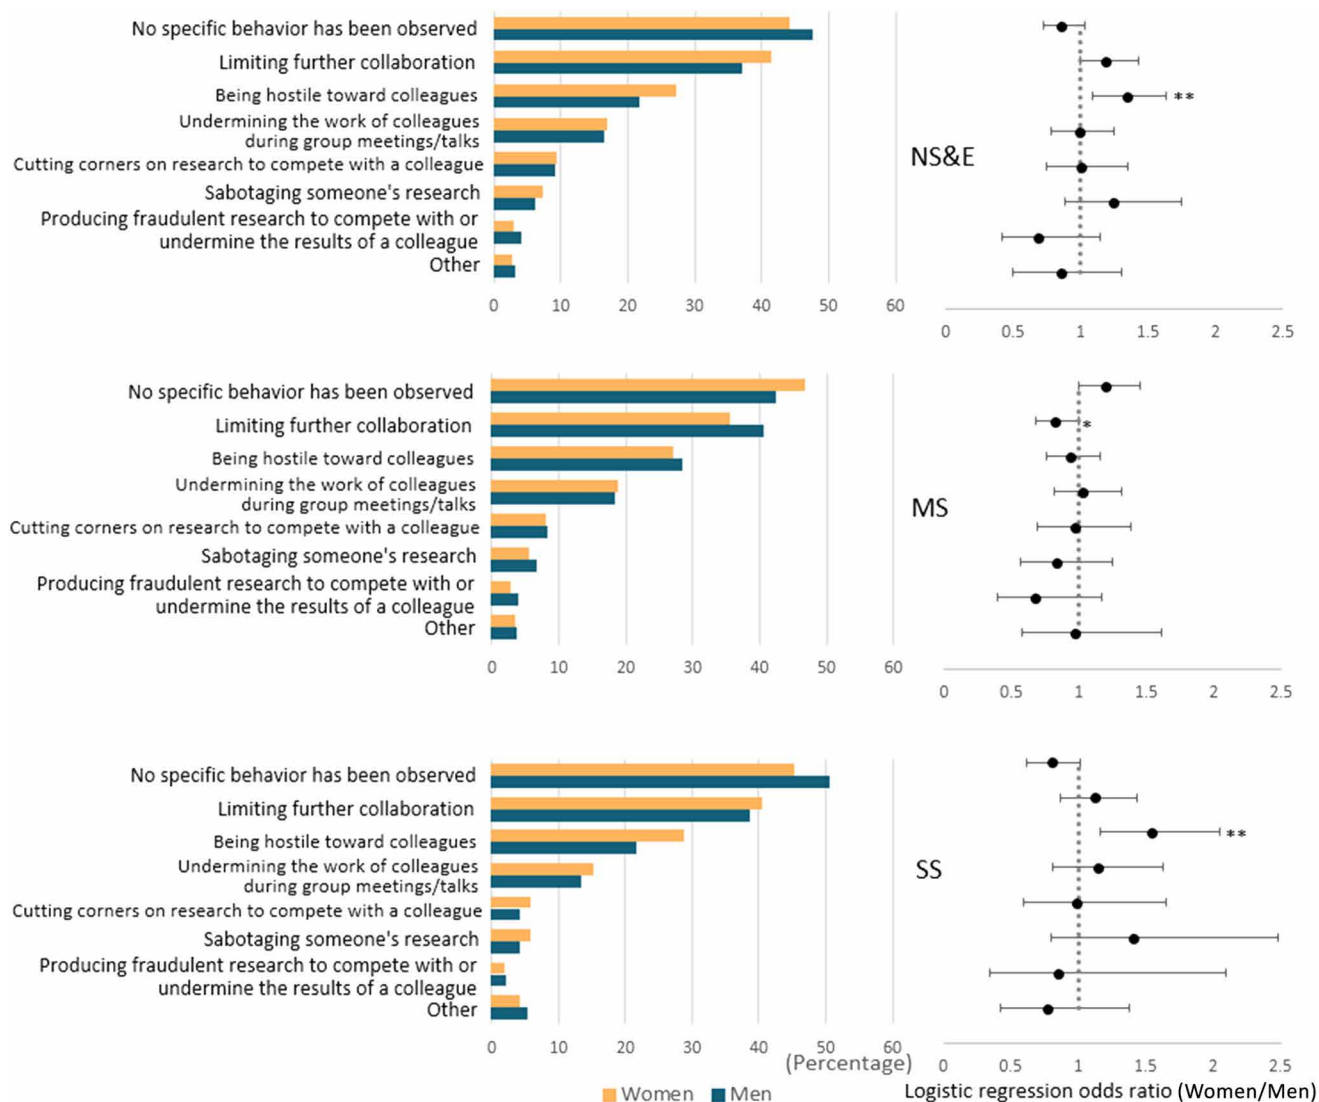 No specific behavior has been observed
Limiting further collaboration
Being hostile toward colleagues
**
Undermining the work of colleagues
during group meetings/talks
Cutting corners on research to compete with a colleague
NS&E
Sabotaging someone's research
Producing fraudulent research to compete with or
undermine the results of a colleague
Other
0 10 20 30 40 50 60
0 0.5 1 1.5 2 2.5
No specific behavior has been observed
Limiting further collaboration
*
Being hostile toward colleagues
Undermining the work of colleagues
during group meetings/talks
MS
Cutting corners on research to compete with a colleague
Sabotaging someone's research
Producing fraudulent research to compete with or
undermine the results of a colleague
Other
0 10 20 30 40 50 60
0 0.5 1 1.5 2 2.5
No specific behavior has been observed
Limiting further collaboration
Being hostile toward colleagues
**
Undermining the work of colleagues
during group meetings/talks
SS
Cutting corners on research to compete with a colleague
Sabotaging someone's research
Producing fraudulent research to compete with or
undermine the results of a colleague
Other
0 10 20 30 40 50 60
(Percentage)
0 0.5 1 1.5 2 2.5
Women Men
Logistic regression odds ratio (Women/Men)